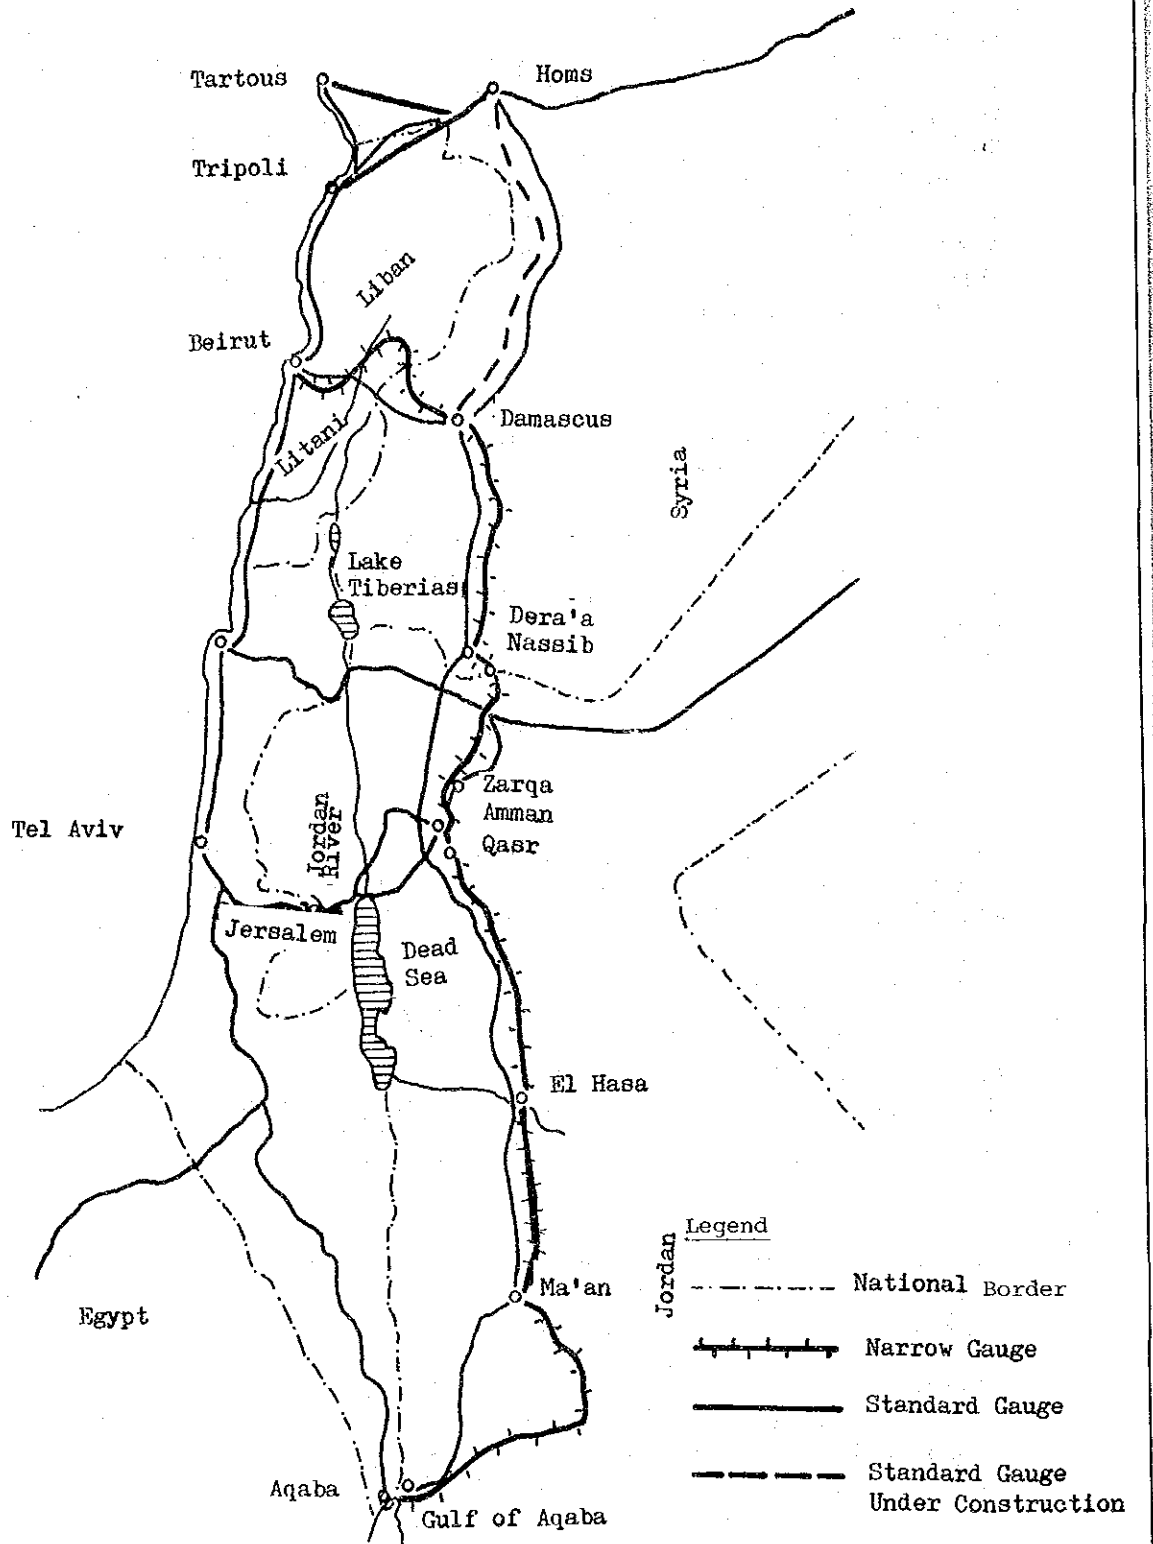 Tartous
Homs
Tripoli
Liban
Beirut
Damascus
Litani
Syria
Lake
Tiberias
Dera'a
Nassib
Zarqa
Amman
Qasr
Tel Aviv
Jordan
River
Jersalem
Dead
Sea
El Hasa
Ma'an
Egypt
Aqaba
Gulf of Aqaba
Jordan
Legend
National Border
Narrow Gauge
Standard Gauge
Standard Gauge
Under Construction